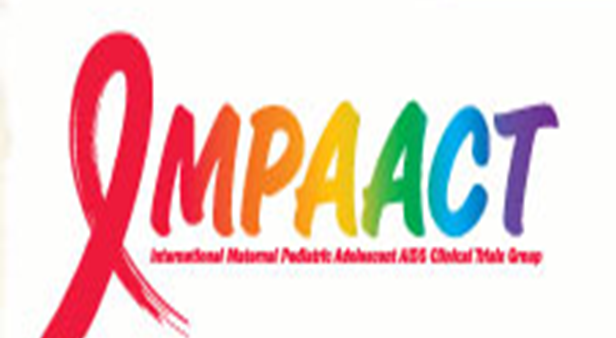 IMPAACT
International Maternal Pediatric Adolescent AIDS Clinical Trials Group